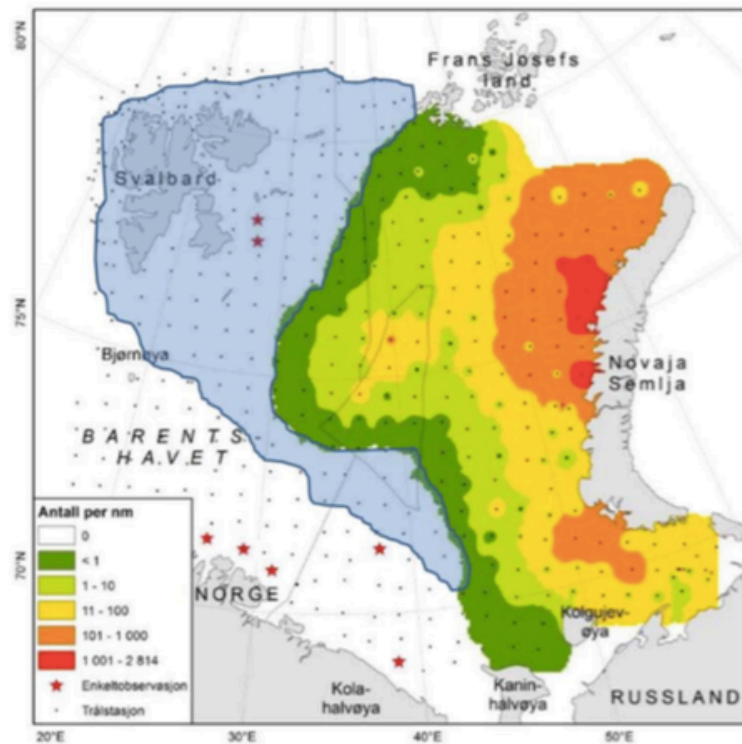 80°N
Frans Josefs
land
Svalbard
75°N
Bjørnøya
Novaja
Semlja
BARENTS
HAVET
Antall per nm
0
< 1
1 - 10
11 - 100
101 - 1 000
1 001 - 2 814
Enkeltobservasjon
Trålstasjon
70°N
NORGE
Kolgujev-
øya
Kola-
halvøya
Kanin-
halvøya
RUSSLAND
20°E
30°E
40°E
50°E